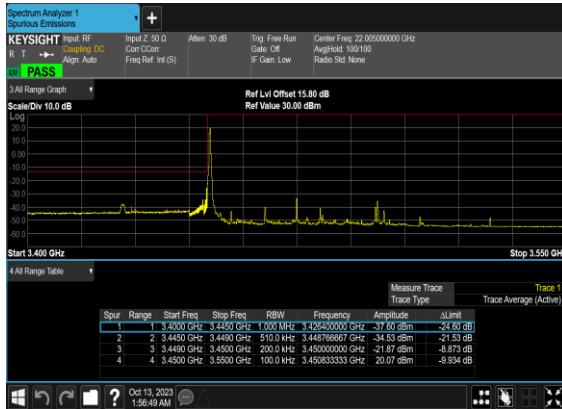 Spectrum Analyzer 1
Spurious Emissions
KEYSIGHT Input: RF Input Z: 50 Ω Atten: 30 dB Trig: Free Run Center Freq: 22.005000000 GHz
R T Coupling: DC Corr CCorr Gate: Off Avg|Hold: 100/100
Align: Auto Freq Ref: Int (S) IF Gain: Low Radio Std: None
PASS
3 All Range Graph
Ref Lvl Offset 15.80 dB
Scale/Div 10.0 dB Ref Value 30.00 dBm
Log
20.0
10.0
0.00
-10.0
-20.0
-30.0
-40.0
-50.0
-60.0
Start 3.400 GHz Stop 3.550 GH
4 All Range Table
Measure Trace Trace 1
Trace Type Trace Average (Active)
Spur Range Start Freq Stop Freq RBW Frequency Amplitude ΔLimit
1 1 3.4000 GHz 3.4450 GHz 1.000 MHz 3.426400000 GHz -37.60 dBm -24.60 dB
2 2 3.4450 GHz 3.4490 GHz 510.0 kHz 3.448766667 GHz -34.53 dBm -21.53 dB
3 3 3.4490 GHz 3.4500 GHz 200.0 kHz 3.450000000 GHz -21.87 dBm -8.873 dB
4 4 3.4500 GHz 3.5500 GHz 100.0 kHz 3.450833333 GHz 20.07 dBm -9.934 dB
? Oct 13, 2023
1:56:49 AM